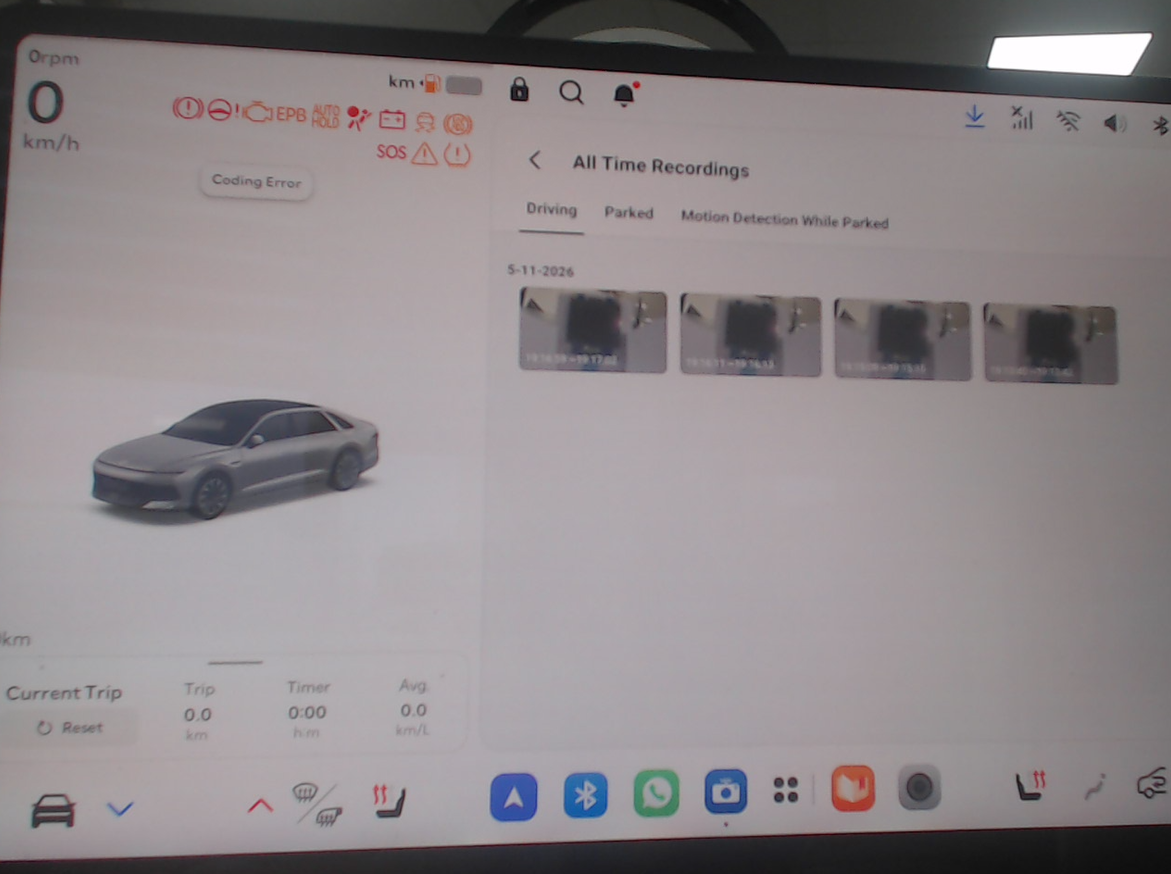 0rpm
0
km/h
km
EPB
AUTO
HOLD
SOS
Coding Error
All Time Recordings
Driving
Parked
Motion Detection While Parked
5-11-2026
km
Current Trip
Reset
Trip
0.0
km
Timer
0:00
h:m
Avg.
0.0
km/L